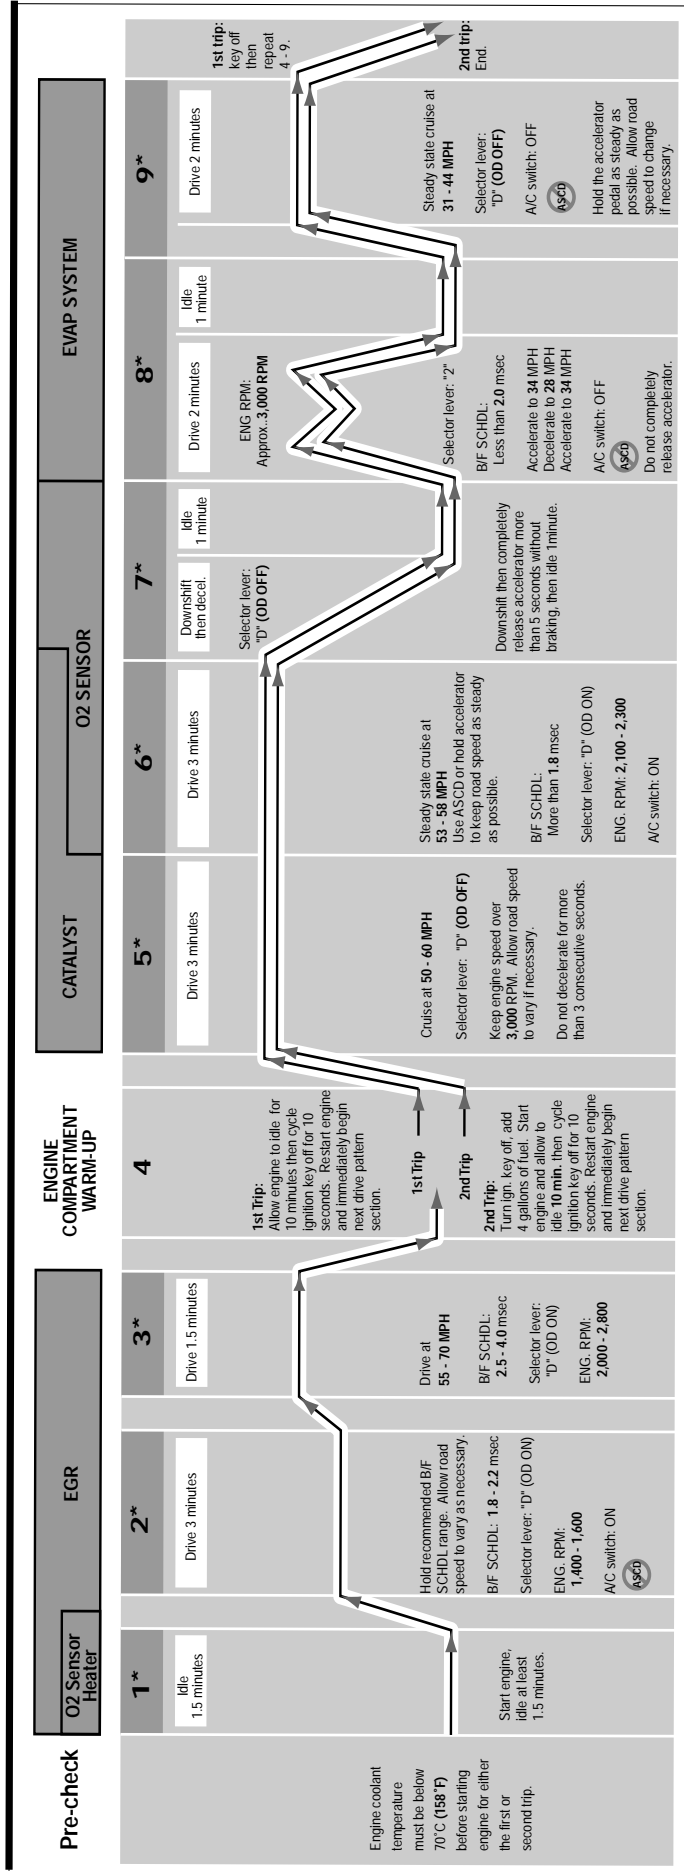 Pre-check
Engine coolant
temperature
must be below
70˚C (158˚F)
before starting
engine for either
the first or
second trip.
EGR
O2 Sensor
Heater
1*
Idle
1.5 minutes
Start engine,
idle at least
1.5 minutes.
2*
Drive 3 minutes
Hold recommended B/F
SCHDL range. Allow road
speed to vary as necessary.
B/F SCHDL: 1.8 - 2.2 msec
Selector lever: "D" (OD ON)
ENG. RPM:
1,400 - 1,600
A/C switch: ON
ASCD
3*
Drive 1.5 minutes
Drive at
55 - 70 MPH
B/F SCHDL:
2.5 - 4.0 msec
Selector lever:
"D" (OD ON)
ENG. RPM:
2,000 - 2,800
ENGINE
COMPARTMENT
WARM-UP
4
1st Trip:
Allow engine to idle for
10 minutes then cycle
ignition key off for 10
seconds. Restart engine
and immediately begin
next drive pattern
section.
1st Trip
2nd Trip
2nd Trip:
Turn ign. key off, add
4 gallons of fuel. Start
engine and allow to
idle 10 min. then cycle
ignition key off for 10
seconds. Restart engine
and immediately begin
next drive pattern
section.
CATALYST
O2 SENSOR
5*
Drive 3 minutes
Cruise at 50 - 60 MPH
Selector lever: "D" (OD OFF)
Keep engine speed over
3,000 RPM. Allow road speed
to vary if necessary.
Do not decelerate for more
than 3 consecutive seconds.
6*
Drive 3 minutes
Steady state cruise at
53 - 58 MPH
Use ASCD or hold accelerator
to keep road speed as steady
as possible.
B/F SCHDL:
More than 1.8 msec
Selector lever: "D" (OD ON)
ENG. RPM: 2,100 - 2,300
A/C switch: ON
7*
Downshift
then decel.
Idle
1 minute
Selector lever:
"D" (OD OFF)
Downshift then completely
release accelerator more
than 5 seconds without
braking, then idle 1minute.
EVAP SYSTEM
8*
Drive 2 minutes
Idle
1 minute
ENG RPM:
Approx..3,000 RPM
Selector lever: "2"
B/F SCHDL:
Less than 2.0 msec
Accelerate to 34 MPH
Decelerate to 28 MPH
Accelerate to 34 MPH
A/C switch: OFF
ASCD
Do not completely
release accelerator.
9*
Drive 2 minutes
Steady state cruise at
31 - 44 MPH
Selector lever:
"D" (OD OFF)
A/C switch: OFF
ASCD
Hold the accelerator
pedal as steady as
possible. Allow road
speed to change
if necessary.
1st trip:
key off
then
repeat
4 - 9.
2nd trip:
End.